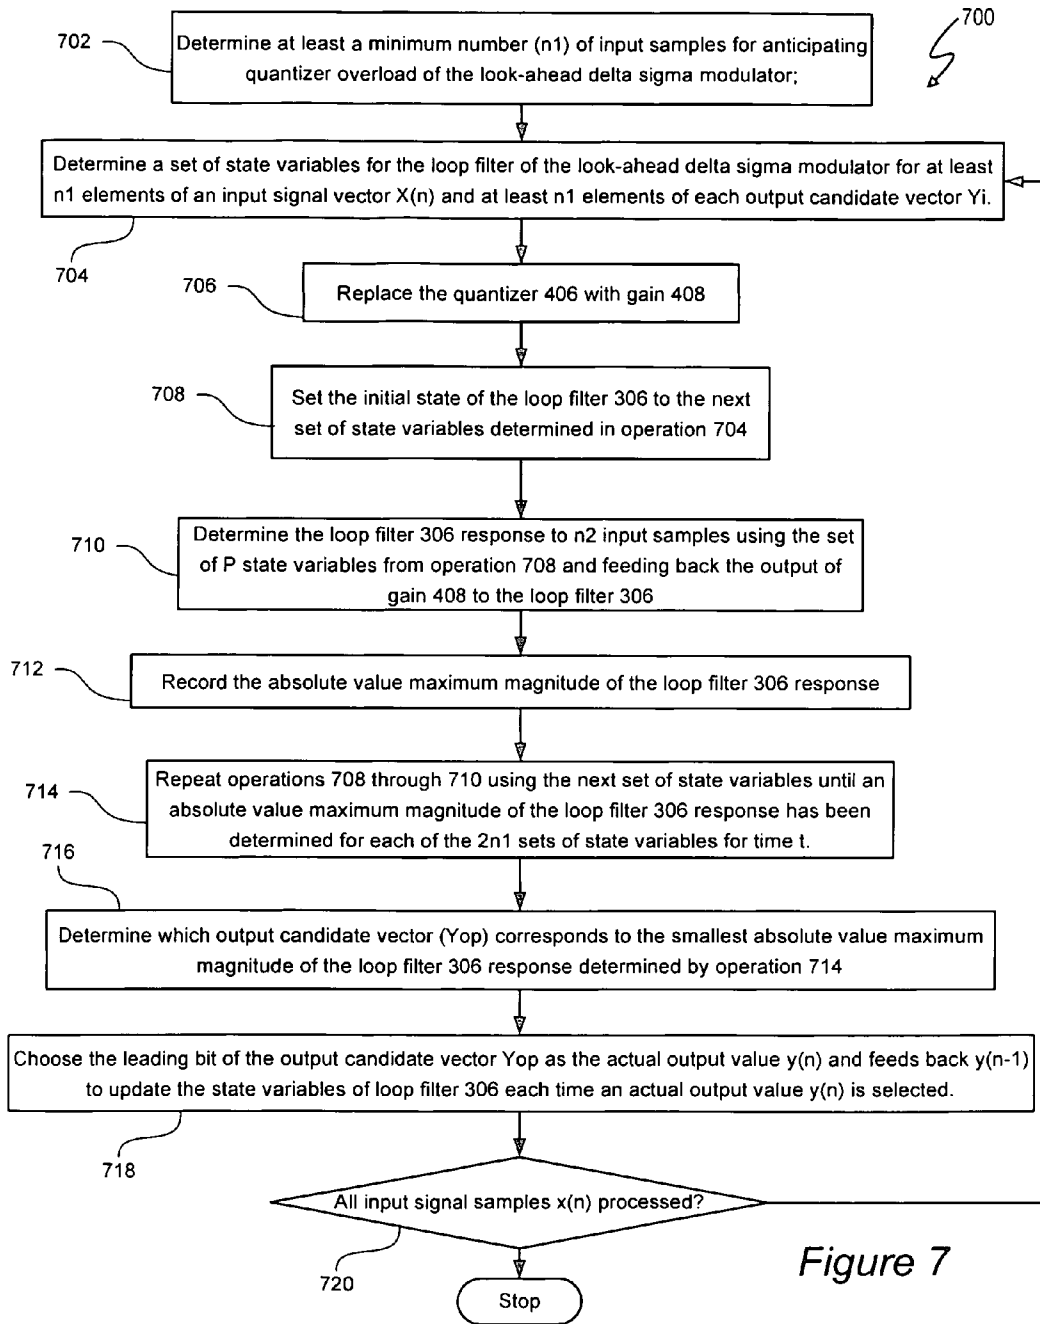 700
702
Determine at least a minimum number (n1) of input samples for anticipating
quantizer overload of the look-ahead delta sigma modulator;
Determine a set of state variables for the loop filter of the look-ahead delta sigma modulator for at least
n1 elements of an input signal vector X(n) and at least n1 elements of each output candidate vector Yi.
704
706
Replace the quantizer 406 with gain 408
708
Set the initial state of the loop filter 306 to the next
set of state variables determined in operation 704
710
Determine the loop filter 306 response to n2 input samples using the set
of P state variables from operation 708 and feeding back the output of
gain 408 to the loop filter 306
712
Record the absolute value maximum magnitude of the loop filter 306 response
714
Repeat operations 708 through 710 using the next set of state variables until an
absolute value maximum magnitude of the loop filter 306 response has been
determined for each of the 2n1 sets of state variables for time t.
716
Determine which output candidate vector (Yop) corresponds to the smallest absolute value maximum
magnitude of the loop filter 306 response determined by operation 714
Choose the leading bit of the output candidate vector Yop as the actual output value y(n) and feeds back y(n-1)
to update the state variables of loop filter 306 each time an actual output value y(n) is selected.
718
All input signal samples x(n) processed?
720
Stop
Figure 7